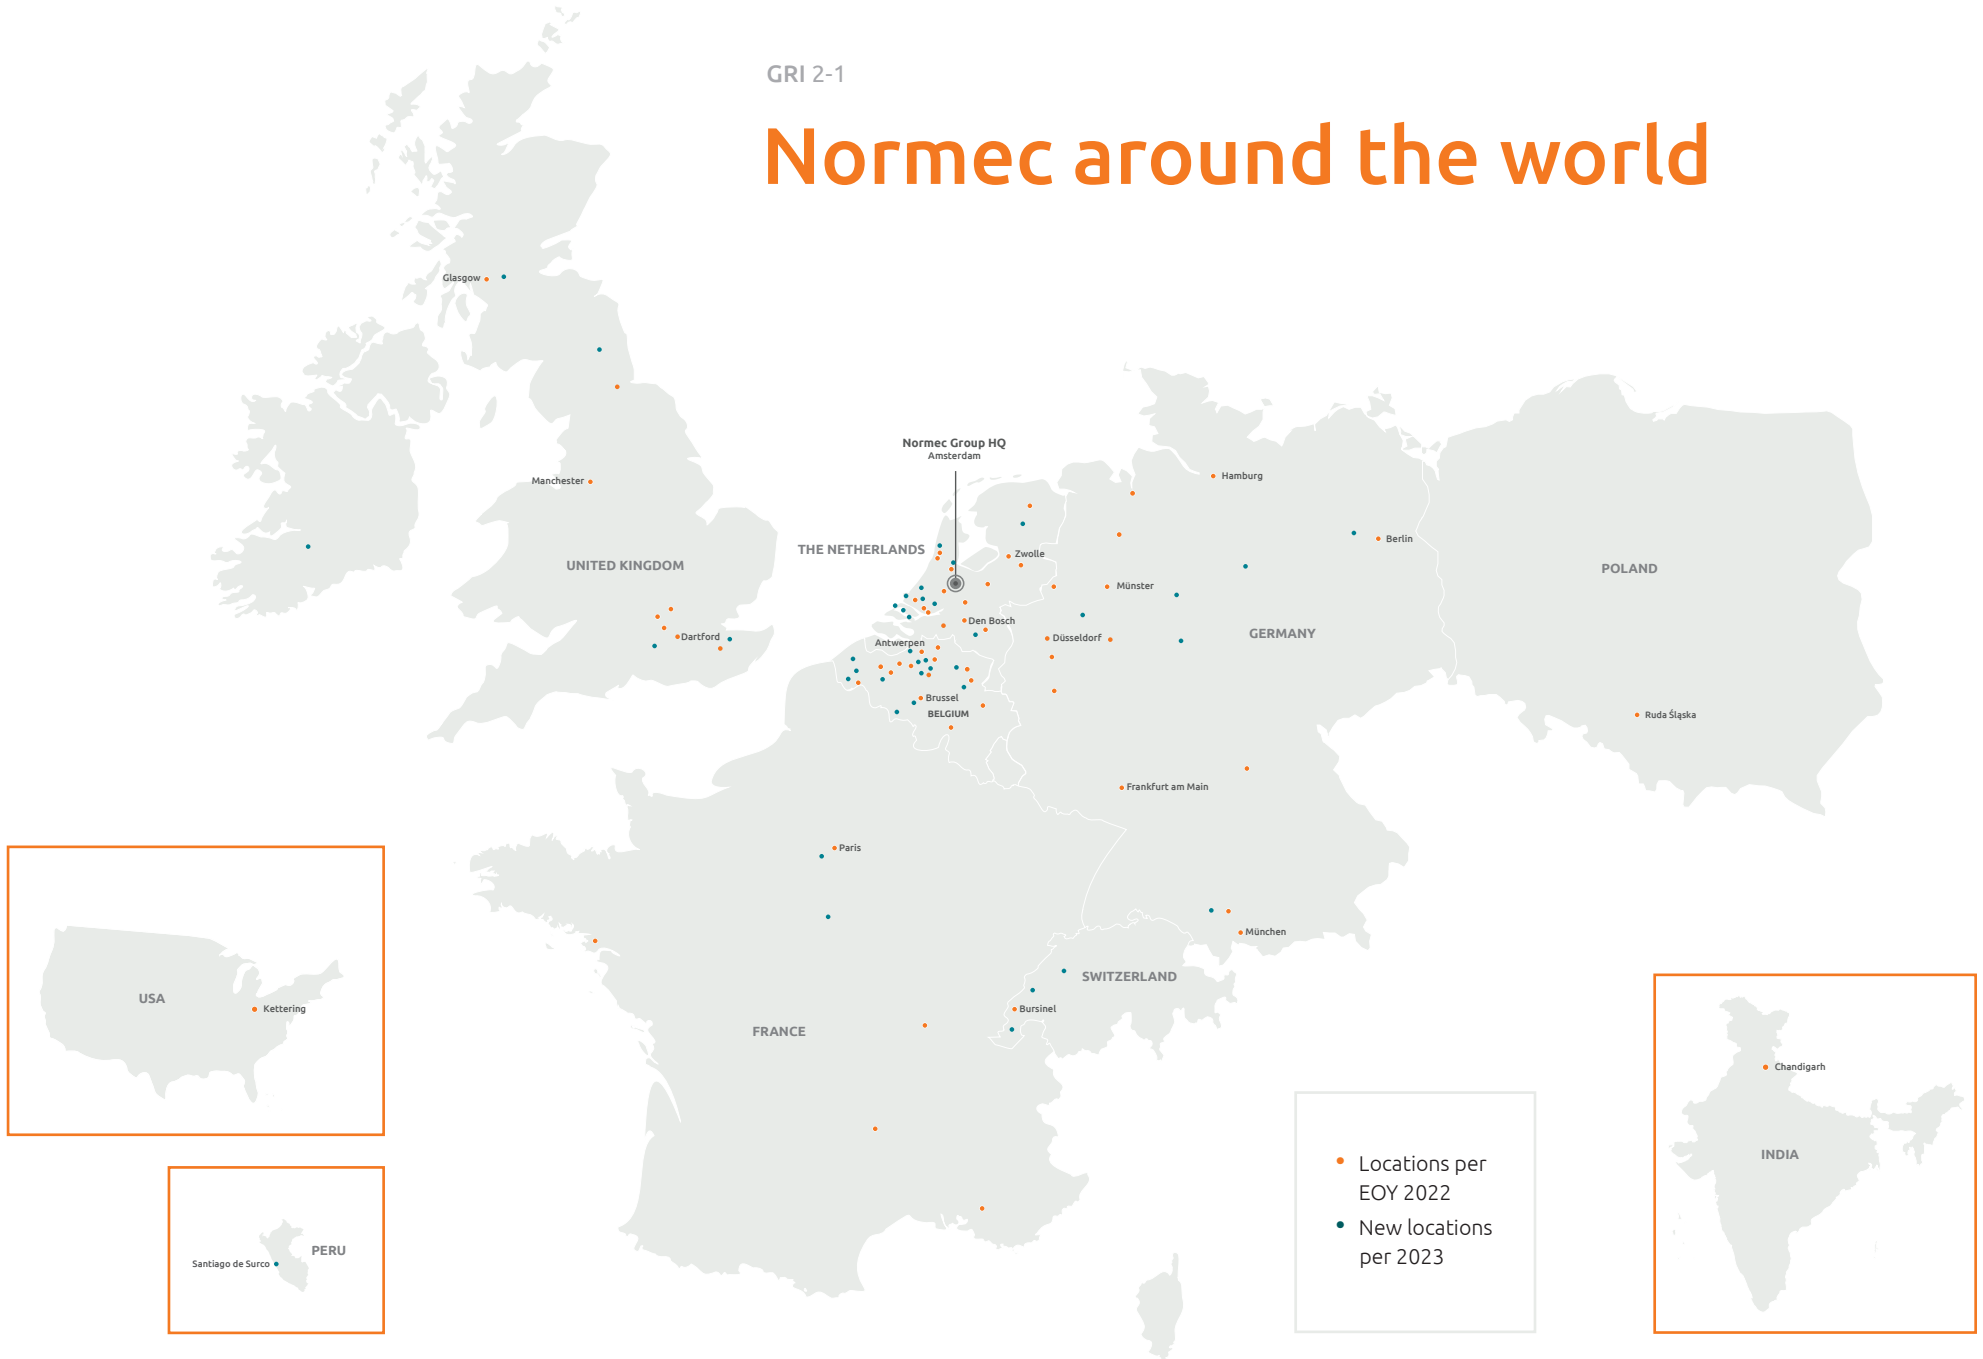 GRI 2-1
Normec around the world
Glasgow
Normec Group HQ
Amsterdam
Hamburg
Manchester
Berlin
THE NETHERLANDS
Zwolle
UNITED KINGDOM
POLAND
Münster
Den Bosch
GERMANY
Dartford
Düsseldorf
Antwerpen
Brussel
BELGIUM
Ruda Śląska
Frankfurt am Main
Paris
München
SWITZERLAND
USA
Kettering
Bursinel
FRANCE
Chandigarh
INDIA
Locations per
EOY 2022
New locations
per 2023
PERU
Santiago de Surco